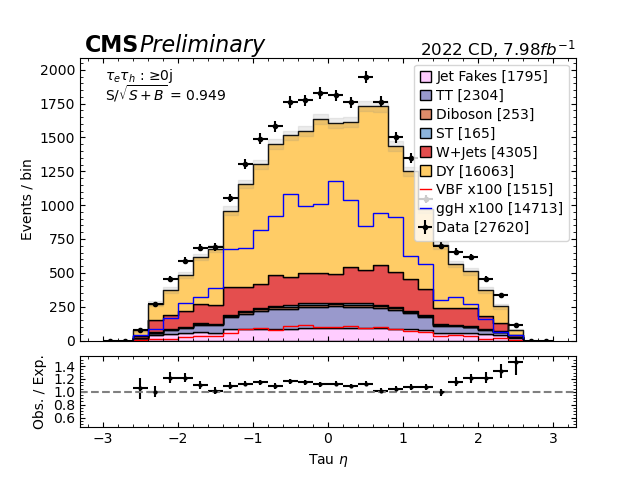 CMS Preliminary
2022 CD, 7.98fb⁻¹
τₑτₕ : ≥0j
S/√S + B = 0.949
Jet Fakes [1795]
TT [2304]
Diboson [253]
ST [165]
W+Jets [4305]
DY [16063]
VBF x100 [1515]
ggH x100 [14713]
Data [27620]
Events / bin
2000
1750
1500
1250
1000
750
500
250
0
Obs. / Exp.
1.4
1.2
1.0
0.8
0.6
−3 −2 −1 0 1 2 3
Tau η